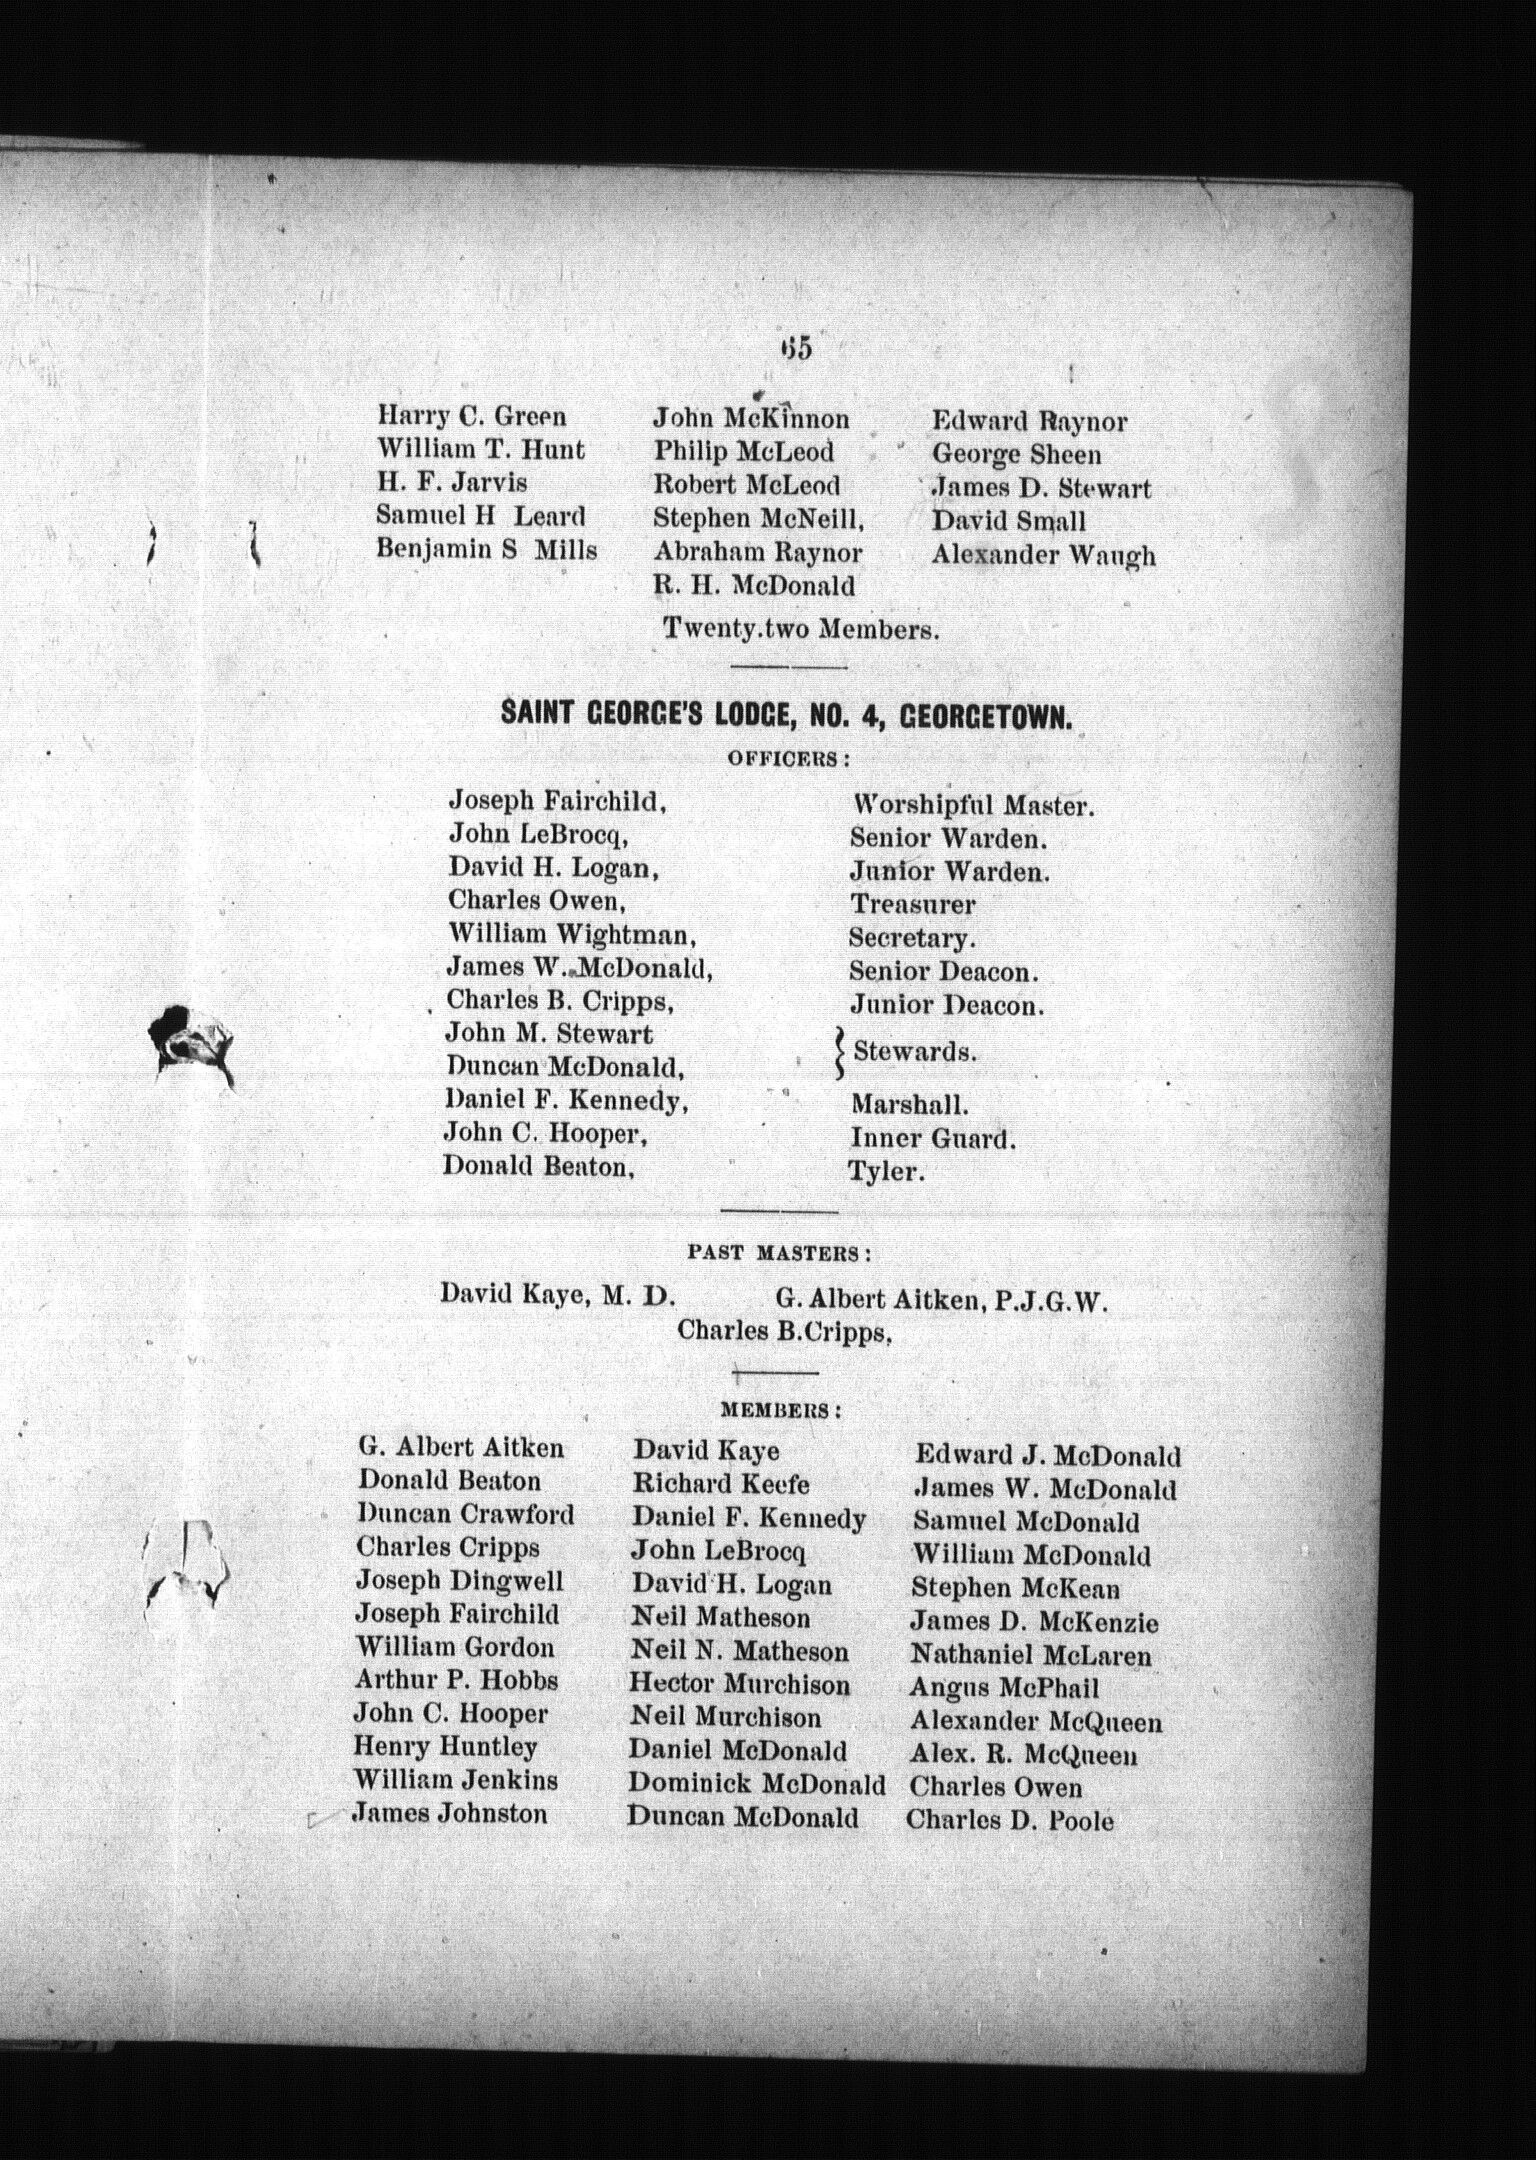 65
Harry C. Green John McKinnon Edward Raynor
William T. Hunt Philip McLeod George Sheen
H. F. Jarvis Robert McLeod James D. Stewart
Samuel H Leard Stephen McNeill, David Small
Benjamin S Mills Abraham Raynor Alexander Waugh
R. H. McDonald
Twenty.two Members.
SAINT GEORGE'S LODGE, NO. 4, GEORGETOWN.
OFFICERS:
Joseph Fairchild, Worshipful Master.
John LeBrocq, Senior Warden.
David H. Logan, Junior Warden.
Charles Owen, Treasurer
William Wightman, Secretary.
James W. McDonald, Senior Deacon.
Charles B. Cripps, Junior Deacon.
John M. Stewart
Duncan McDonald, } Stewards.
Daniel F. Kennedy, Marshall.
John C. Hooper, Inner Guard.
Donald Beaton, Tyler.
PAST MASTERS:
David Kaye, M. D. G. Albert Aitken, P.J.G.W.
Charles B.Cripps,
MEMBERS:
G. Albert Aitken David Kaye Edward J. McDonald
Donald Beaton Richard Keefe James W. McDonald
Duncan Crawford Daniel F. Kennedy Samuel McDonald
Charles Cripps John LeBrocq William McDonald
Joseph Dingwell David H. Logan Stephen McKean
Joseph Fairchild Neil Matheson James D. McKenzie
William Gordon Neil N. Matheson Nathaniel McLaren
Arthur P. Hobbs Hector Murchison Angus McPhail
John C. Hooper Neil Murchison Alexander McQueen
Henry Huntley Daniel McDonald Alex. R. McQueen
William Jenkins Dominick McDonald Charles Owen
James Johnston Duncan McDonald Charles D. Poole